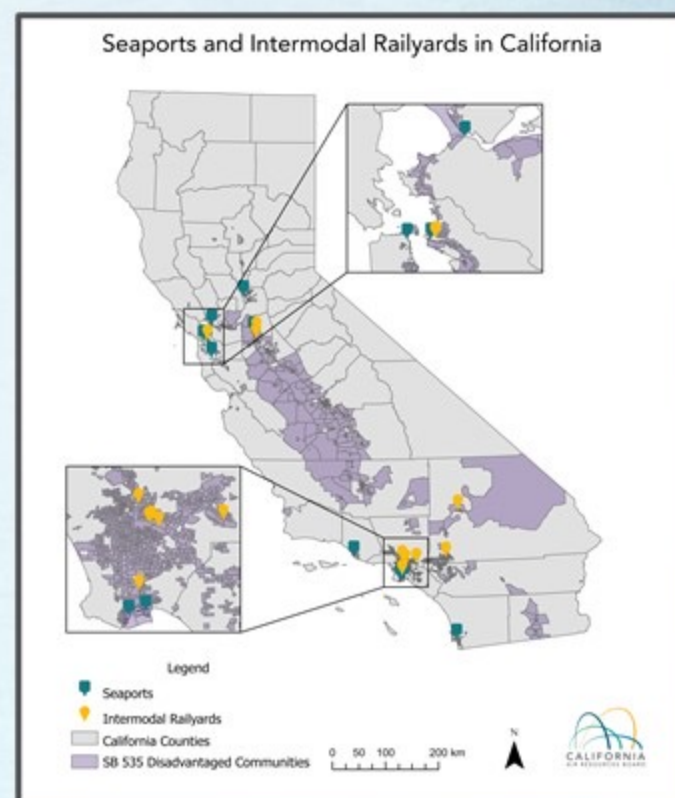 Seaports and Intermodal Railyards in California
Legend
Seaports
Intermodal Railyards
California Counties
SB 535 Disadvantaged Communities
0 50 100 200 km
N
CALIFORNIA
AIR RESOURCES BOARD